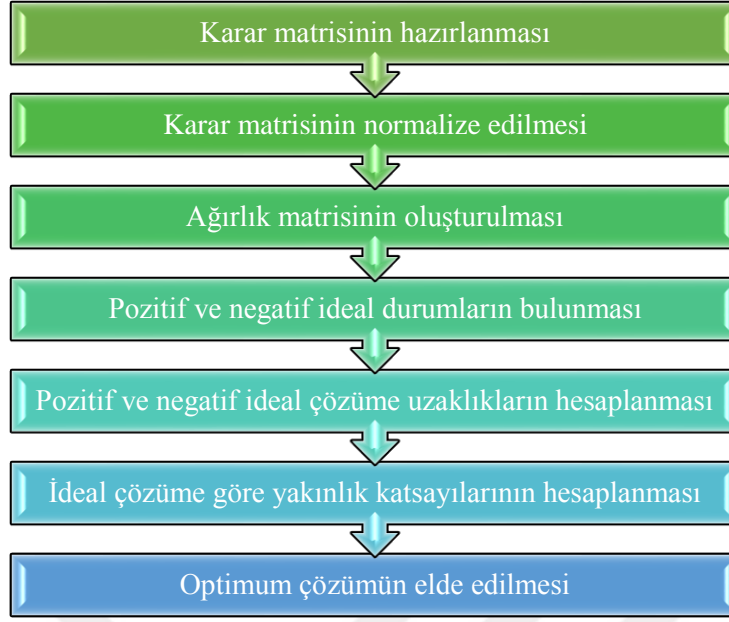 Karar matrisinin hazırlanması
Karar matrisinin normalize edilmesi
Ağırlık matrisinin oluşturulması
Pozitif ve negatif ideal durumların bulunması
Pozitif ve negatif ideal çözüme uzaklıkların hesaplanması
İdeal çözüme göre yakınlık katsayılarının hesaplanması
Optimum çözümün elde edilmesi